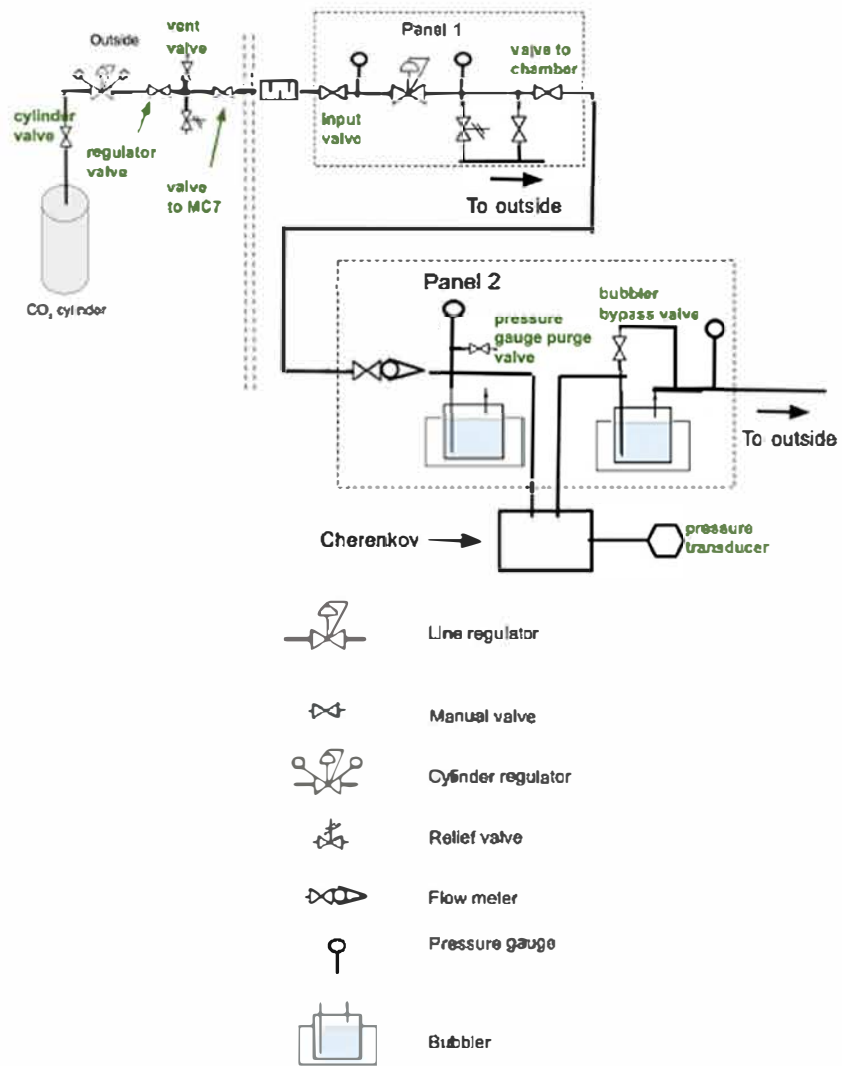 Outside
vent
valve
Panel 1
valve to
chamber
cylinder
valve
regulator
valve
valve
to MC7
input
valve
To outside
CO₂ cylinder
Panel 2
pressure
gauge purge
valve
bubbler
bypass valve
To outside
Cherenkov
pressure
transducer
Line regulator
Manual valve
Cylinder regulator
Relief valve
Flow meter
Pressure gauge
Bubbler